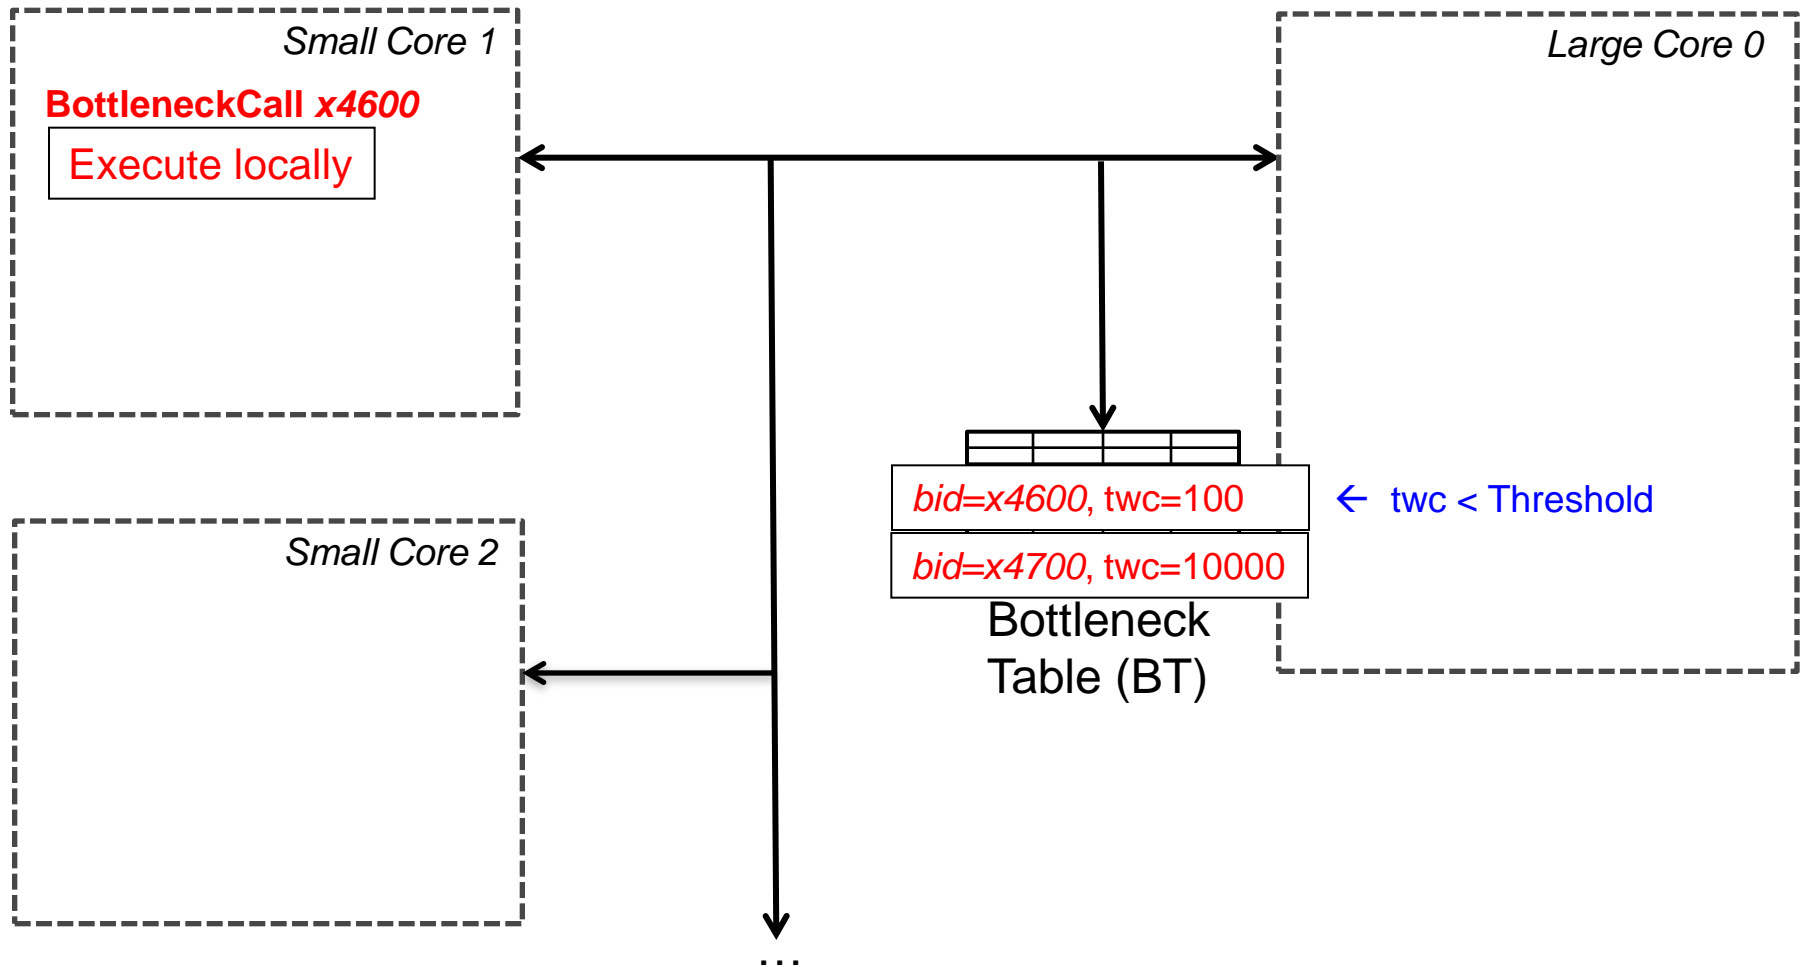 Small Core 1
Large Core 0
BottleneckCall x4600
Execute locally
bid=x4600, twc=100
← twc < Threshold
Small Core 2
bid=x4700, twc=10000
Bottleneck
Table (BT)
…